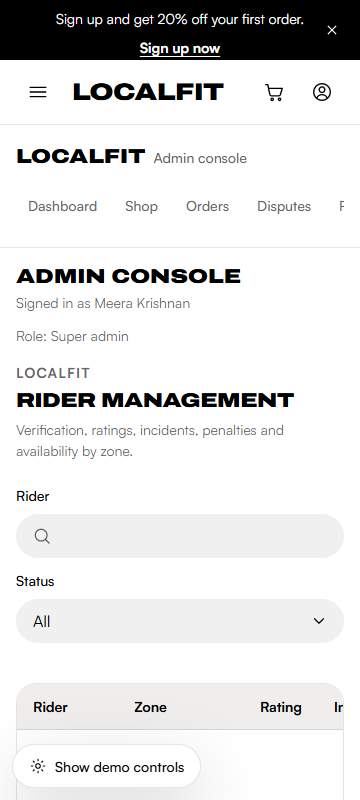 Sign up and get 20% off your first order.
Sign up now
LOCALFIT
LOCALFIT Admin console
Dashboard Shop Orders Disputes
ADMIN CONSOLE
Signed in as Meera Krishnan
Role: Super admin
LOCALFIT
RIDER MANAGEMENT
Verification, ratings, incidents, penalties and
availability by zone.
Rider
Status
All
Rider Zone Rating
Show demo controls